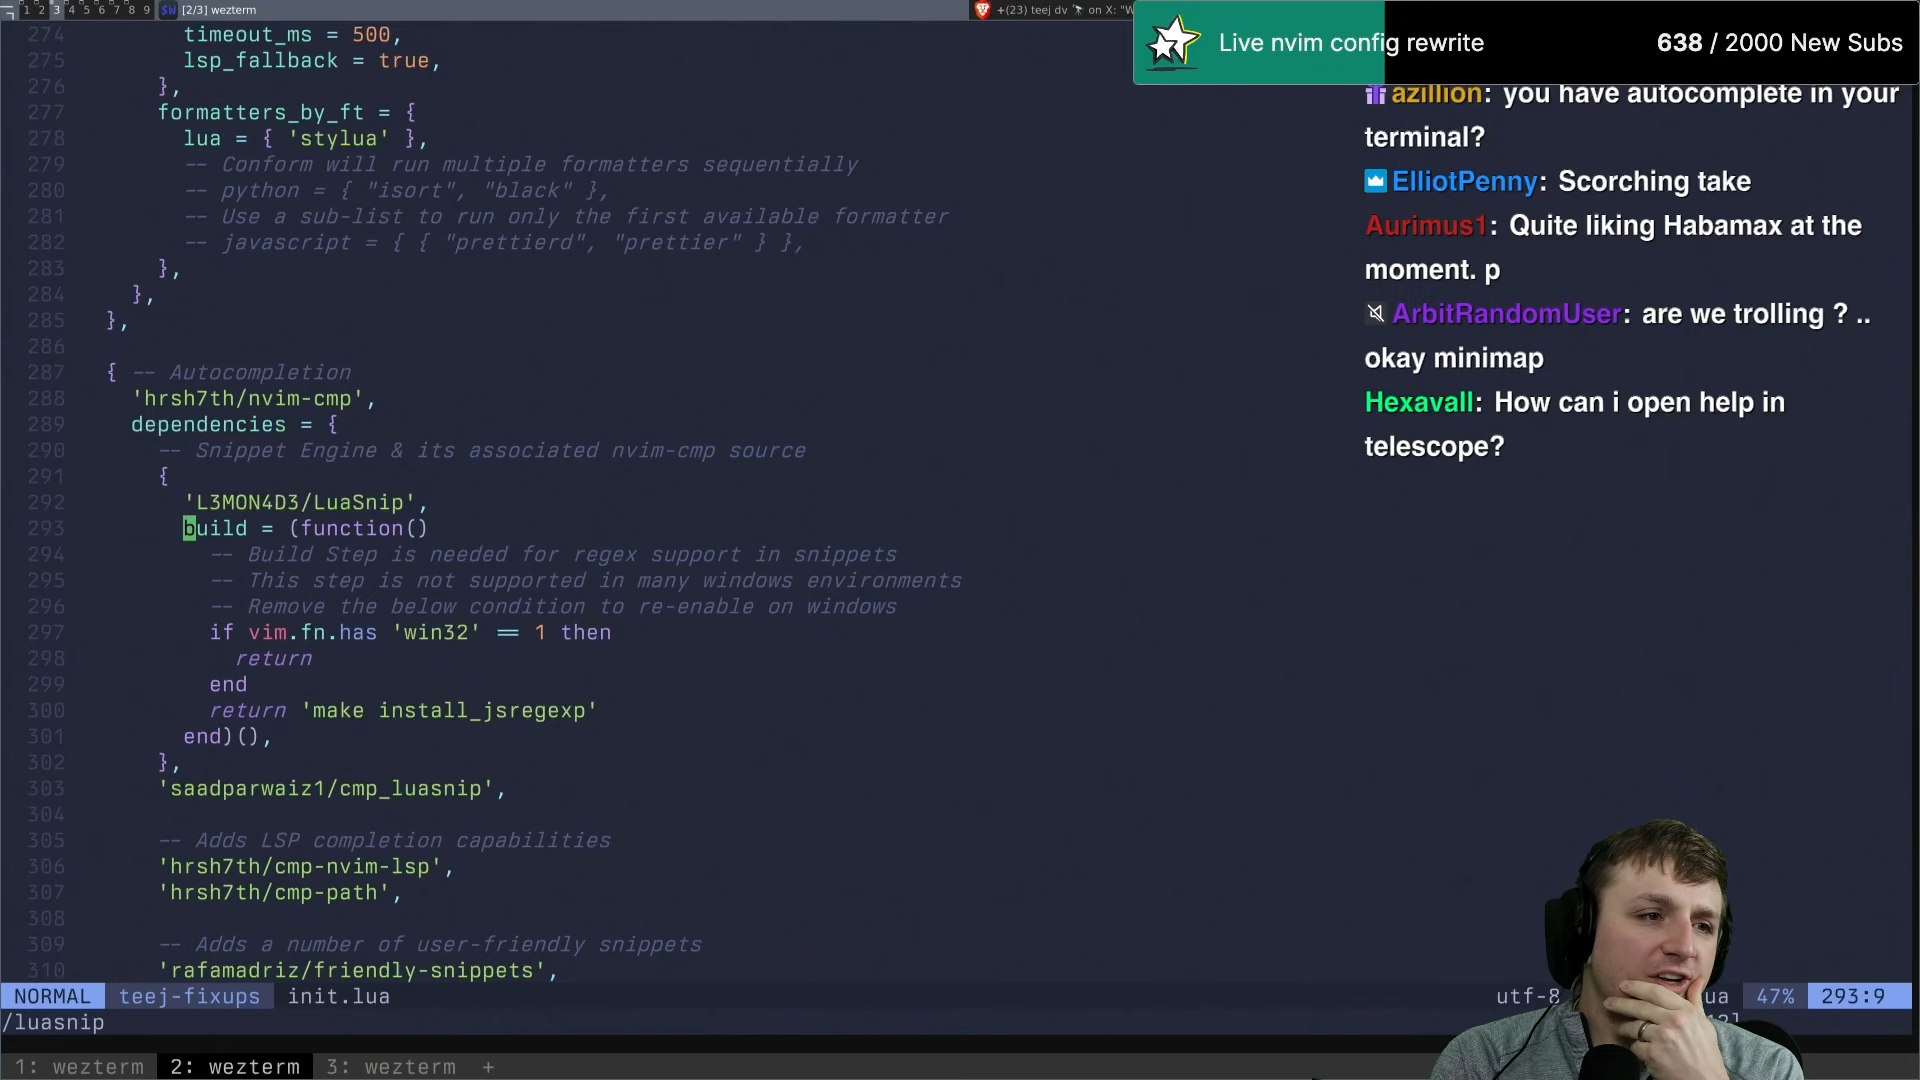 1 2 3 4 5 6 7 8 9 $W [2/3] wezterm
+(23) teej dv 🔭 on X: "W
274 timeout_ms = 500,
275 lsp_fallback = true,
276 },
277 formatters_by_ft = {
278 lua = { 'stylua' },
279 -- Conform will run multiple formatters sequentially
280 -- python = { "isort", "black" },
281 -- Use a sub-list to run only the first available formatter
282 -- javascript = { { "prettierd", "prettier" } },
283 },
284 },
285 },
286
287 { -- Autocompletion
288 'hrsh7th/nvim-cmp',
289 dependencies = {
290 -- Snippet Engine & its associated nvim-cmp source
291 {
292 'L3MON4D3/LuaSnip',
293 build = (function()
294 -- Build Step is needed for regex support in snippets
295 -- This step is not supported in many windows environments
296 -- Remove the below condition to re-enable on windows
297 if vim.fn.has 'win32' == 1 then
298 return
299 end
300 return 'make install_jsregexp'
301 end)(),
302 },
303 'saadparwaiz1/cmp_luasnip',
304
305 -- Adds LSP completion capabilities
306 'hrsh7th/cmp-nvim-lsp',
307 'hrsh7th/cmp-path',
308
309 -- Adds a number of user-friendly snippets
310 'rafamadriz/friendly-snippets',
NORMAL teej-fixups init.lua utf-8 ua 47% 293:9
/luasnip
1: wezterm 2: wezterm 3: wezterm +
Live nvim config rewrite 638 / 2000 New Subs
azillion: you have autocomplete in your
terminal?
ElliotPenny: Scorching take
Aurimus1: Quite liking Habamax at the
moment. p
ArbitRandomUser: are we trolling ? ..
okay minimap
Hexavall: How can i open help in
telescope?